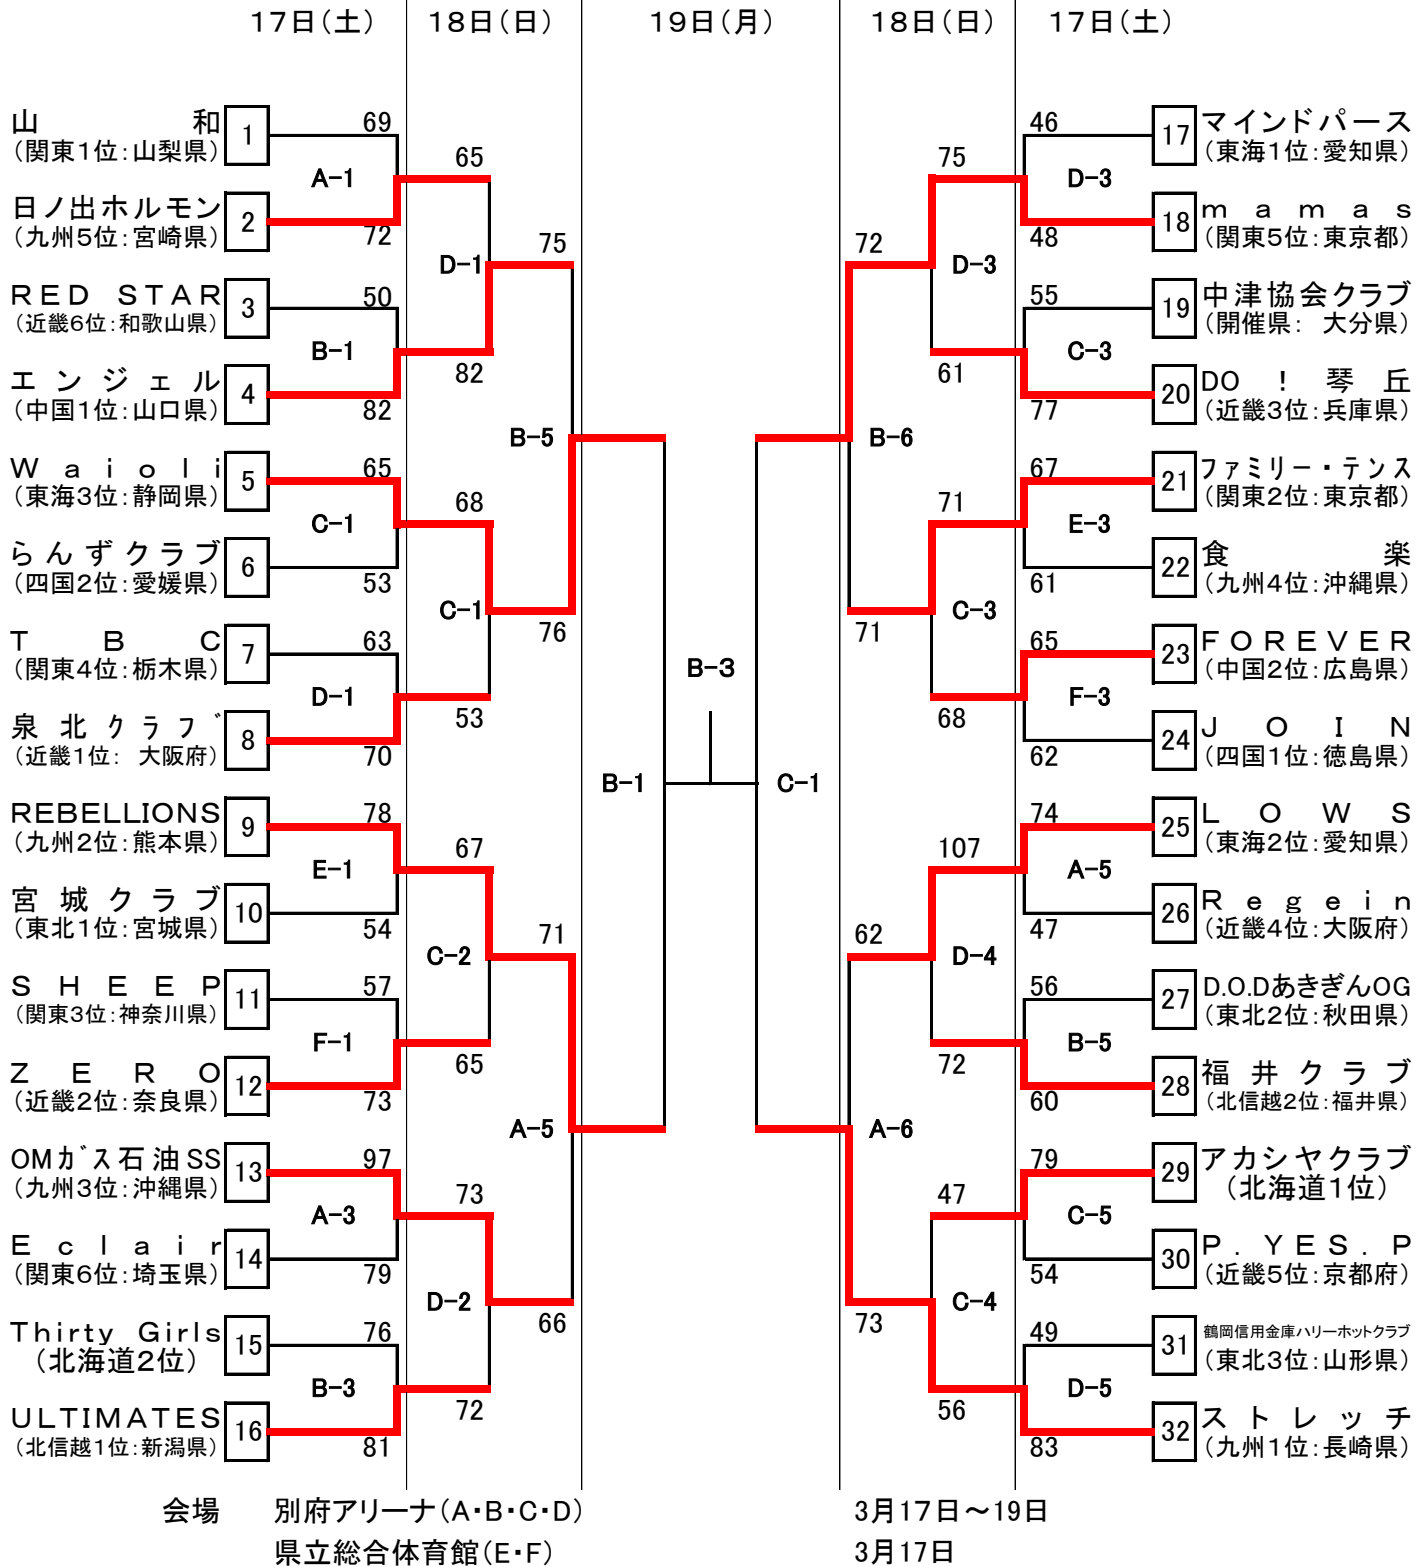 17日(土) 18日(日) 19日(月) 18日(日) 17日(土)
山和 1 69
(関東1位:山梨県)
A-1
65
日ノ出ホルモン 2 72
(九州5位:宮崎県)
D-1
75
RED STAR 3 50
(近畿6位:和歌山県)
B-1
82
エンジェル 4 82
(中国1位:山口県)
B-5
Waioli 5 65
(東海3位:静岡県)
C-1
68
らんずクラブ 6 53
(四国2位:愛媛県)
C-1
76
TBC 7 63
(関東4位:栃木県)
D-1
53
泉北クラブ 8 70
(近畿1位: 大阪府)
B-1
REBELLIONS 9 78
(九州2位:熊本県)
E-1
67
宮城クラブ 10 54
(東北1位:宮城県)
C-2
71
SHEEP 11 57
(関東3位:神奈川県)
F-1
65
ZERO 12 73
(近畿2位:奈良県)
A-5
OMガス石油SS 13 97
(九州3位:沖縄県)
A-3
73
Eclair 14 79
(関東6位:埼玉県)
D-2
66
Thirty Girls 15 76
(北海道2位)
B-3
72
ULTIMATES 16 81
(北信越1位:新潟県)
B-3
46 17 マインドパース
(東海1位:愛知県)
D-3
75
48 18 mamas
(関東5位:東京都)
D-3
72
55 19 中津協会クラブ
(開催県: 大分県)
C-3
61
77 20 DO!琴丘
(近畿3位:兵庫県)
B-6
67 21 ファミリー・テンス
(関東2位:東京都)
E-3
71
61 22 食楽
(九州4位:沖縄県)
C-3
71
65 23 FOREVER
(中国2位:広島県)
F-3
68
62 24 JOIN
(四国1位:徳島県)
C-1
74 25 LOWS
(東海2位:愛知県)
A-5
107
47 26 Regein
(近畿4位:大阪府)
D-4
62
56 27 D.O.DあきぎんOG
(東北2位:秋田県)
B-5
72
60 28 福井クラブ
(北信越2位:福井県)
A-6
79 29 アカシヤクラブ
(北海道1位)
C-5
47
54 30 P.YES.P
(近畿5位:京都府)
C-4
73
49 31 鶴岡信用金庫ハリーホットクラブ
(東北3位:山形県)
D-5
56
83 32 ストレッチ
(九州1位:長崎県)
会場 別府アリーナ(A・B・C・D) 3月17日~19日
県立総合体育館(E・F) 3月17日